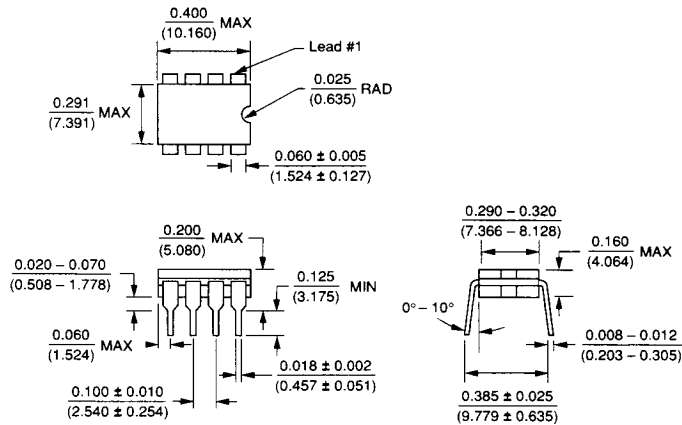 0.400
(10.160) MAX
Lead #1
0.025
(0.635) RAD
0.291
(7.391) MAX
0.060 ± 0.005
(1.524 ± 0.127)
0.200
(5.080) MAX
0.290 – 0.320
(7.366 – 8.128)
0.160
(4.064) MAX
0.020 – 0.070
(0.508 – 1.778)
0.125
(3.175) MIN
0° – 10°
0.060
(1.524) MAX
0.018 ± 0.002
(0.457 ± 0.051)
0.008 – 0.012
(0.203 – 0.305)
0.100 ± 0.010
(2.540 ± 0.254)
0.385 ± 0.025
(9.779 ± 0.635)